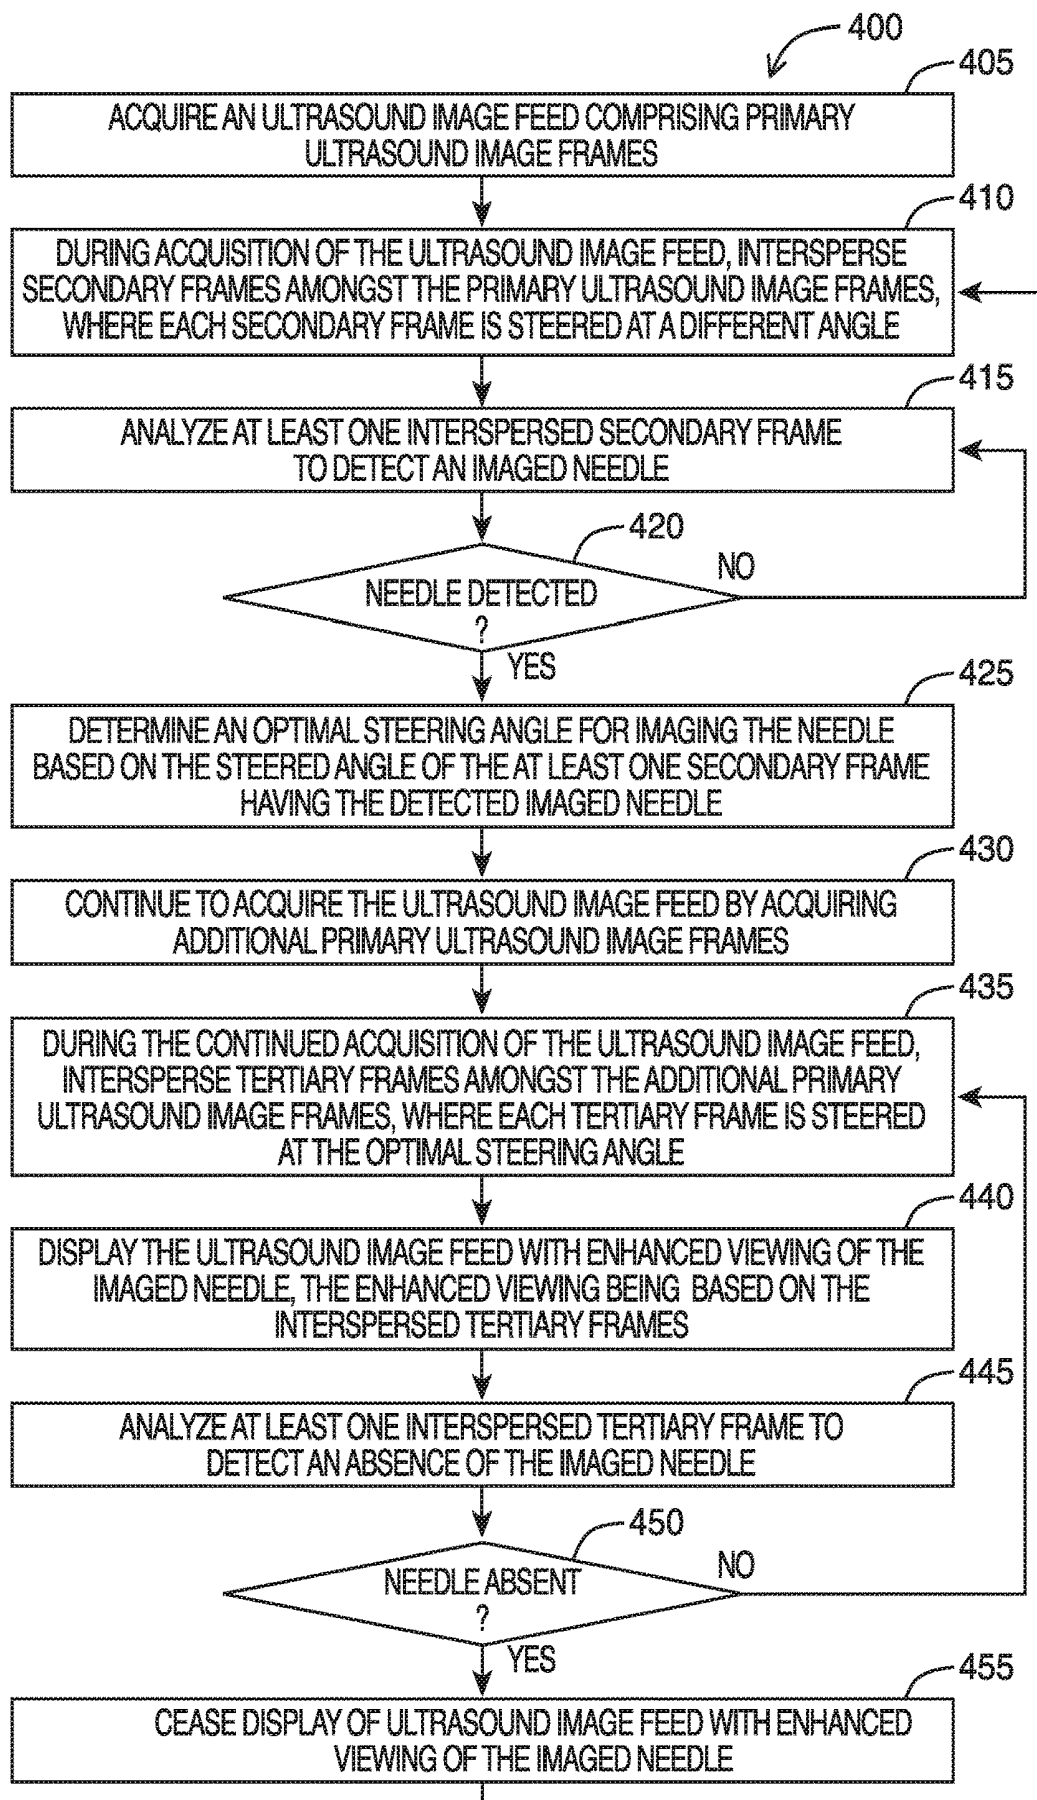 400
405
ACQUIRE AN ULTRASOUND IMAGE FEED COMPRISING PRIMARY
ULTRASOUND IMAGE FRAMES
410
DURING ACQUISITION OF THE ULTRASOUND IMAGE FEED, INTERSPERSE
SECONDARY FRAMES AMONGST THE PRIMARY ULTRASOUND IMAGE FRAMES,
WHERE EACH SECONDARY FRAME IS STEERED AT A DIFFERENT ANGLE
415
ANALYZE AT LEAST ONE INTERSPERSED SECONDARY FRAME
TO DETECT AN IMAGED NEEDLE
420
NO
NEEDLE DETECTED
?
YES
425
DETERMINE AN OPTIMAL STEERING ANGLE FOR IMAGING THE NEEDLE
BASED ON THE STEERED ANGLE OF THE AT LEAST ONE SECONDARY FRAME
HAVING THE DETECTED IMAGED NEEDLE
430
CONTINUE TO ACQUIRE THE ULTRASOUND IMAGE FEED BY ACQUIRING
ADDITIONAL PRIMARY ULTRASOUND IMAGE FRAMES
435
DURING THE CONTINUED ACQUISITION OF THE ULTRASOUND IMAGE FEED,
INTERSPERSE TERTIARY FRAMES AMONGST THE ADDITIONAL PRIMARY
ULTRASOUND IMAGE FRAMES, WHERE EACH TERTIARY FRAME IS STEERED
AT THE OPTIMAL STEERING ANGLE
440
DISPLAY THE ULTRASOUND IMAGE FEED WITH ENHANCED VIEWING OF THE
IMAGED NEEDLE, THE ENHANCED VIEWING BEING BASED ON THE
INTERSPERSED TERTIARY FRAMES
445
ANALYZE AT LEAST ONE INTERSPERSED TERTIARY FRAME TO
DETECT AN ABSENCE OF THE IMAGED NEEDLE
450
NO
NEEDLE ABSENT
?
YES
455
CEASE DISPLAY OF ULTRASOUND IMAGE FEED WITH ENHANCED
VIEWING OF THE IMAGED NEEDLE